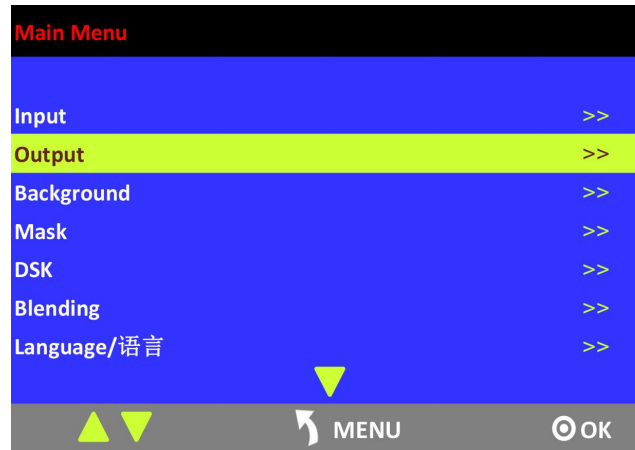 Main Menu
Input >>
Output >>
Background >>
Mask >>
DSK >>
Blending >>
Language/语言 >>
MENU OK